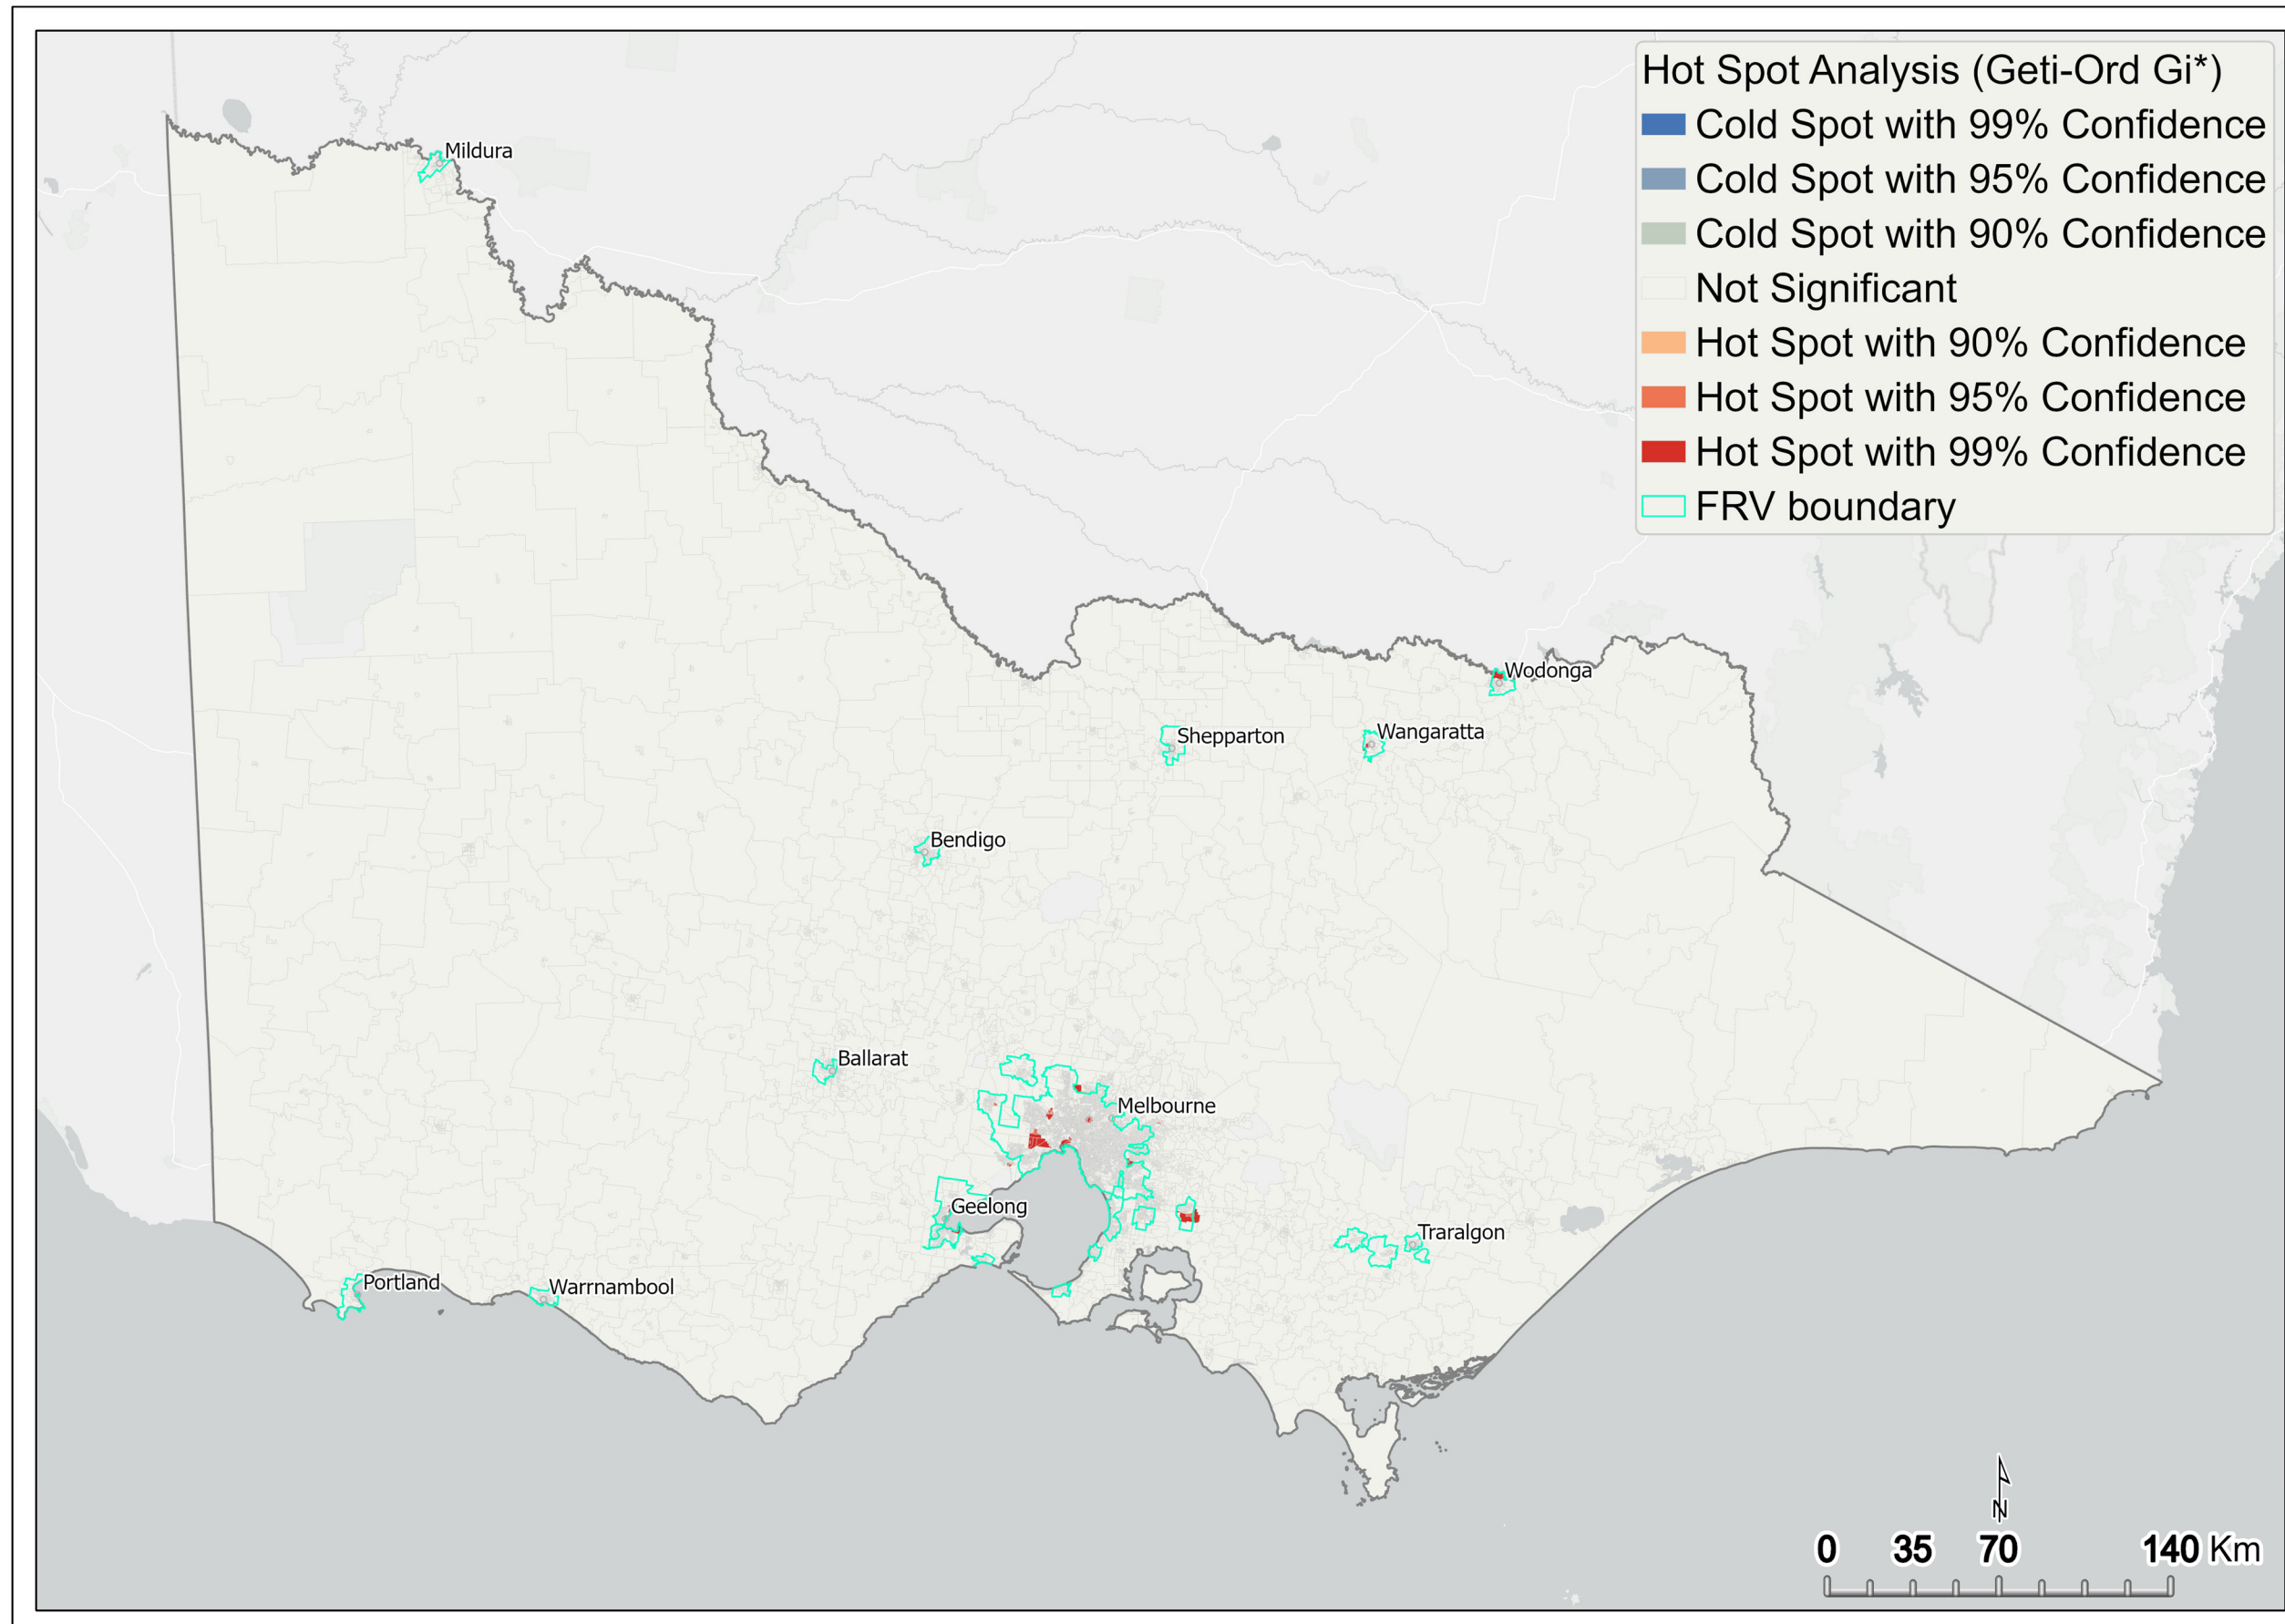 Hot Spot Analysis (Geti-Ord Gi*)
Cold Spot with 99% Confidence
Cold Spot with 95% Confidence
Cold Spot with 90% Confidence
Not Significant
Hot Spot with 90% Confidence
Hot Spot with 95% Confidence
Hot Spot with 99% Confidence
FRV boundary
Mildura
Wodonga
Shepparton
Wangaratta
Bendigo
Ballarat
Melbourne
Geelong
Traralgon
Portland
Warrnambool
N
0 35 70 140 Km